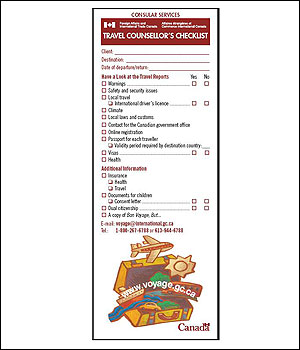 CONSULAR SERVICES
Foreign Affairs and International Trade Canada
Affaires étrangères et Commerce international Canada
TRAVEL COUNSELLOR'S CHECKLIST
Client:
Destination:
Date of departure/return:
Have a Look at the Travel Reports Yes No
Warnings
Safety and security issues
Local travel
International driver's licence
Climate
Local laws and customs
Contact for the Canadian government office
Online registration
Passport for each traveller
Validity period required by destination country:
Visas
Health
Additional Information
Insurance
Health
Travel
Documents for children
Consent letter
Dual citizenship
A copy of Bon Voyage, But...
E-mail: voyage@international.gc.ca
Tel.: 1-800-267-6788 or 613-944-6788
www.voyage.gc.ca
Canada